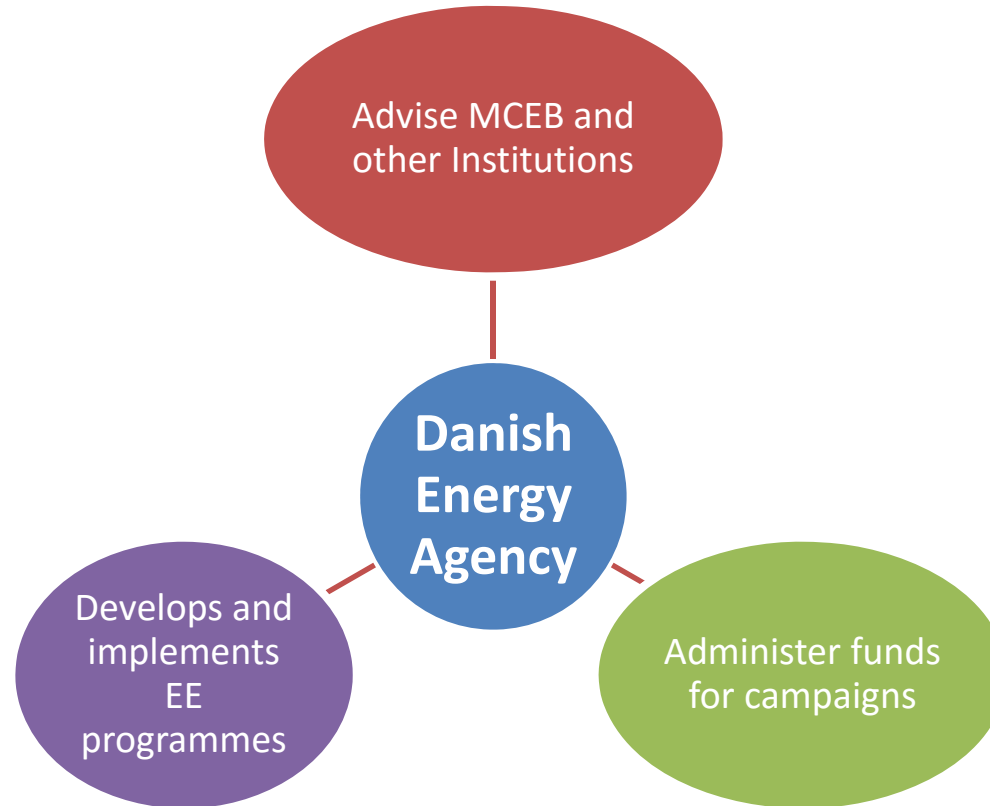 Advise MCEB and
other Institutions
Danish
Energy
Agency
Develops and
implements
EE
programmes
Administer funds
for campaigns